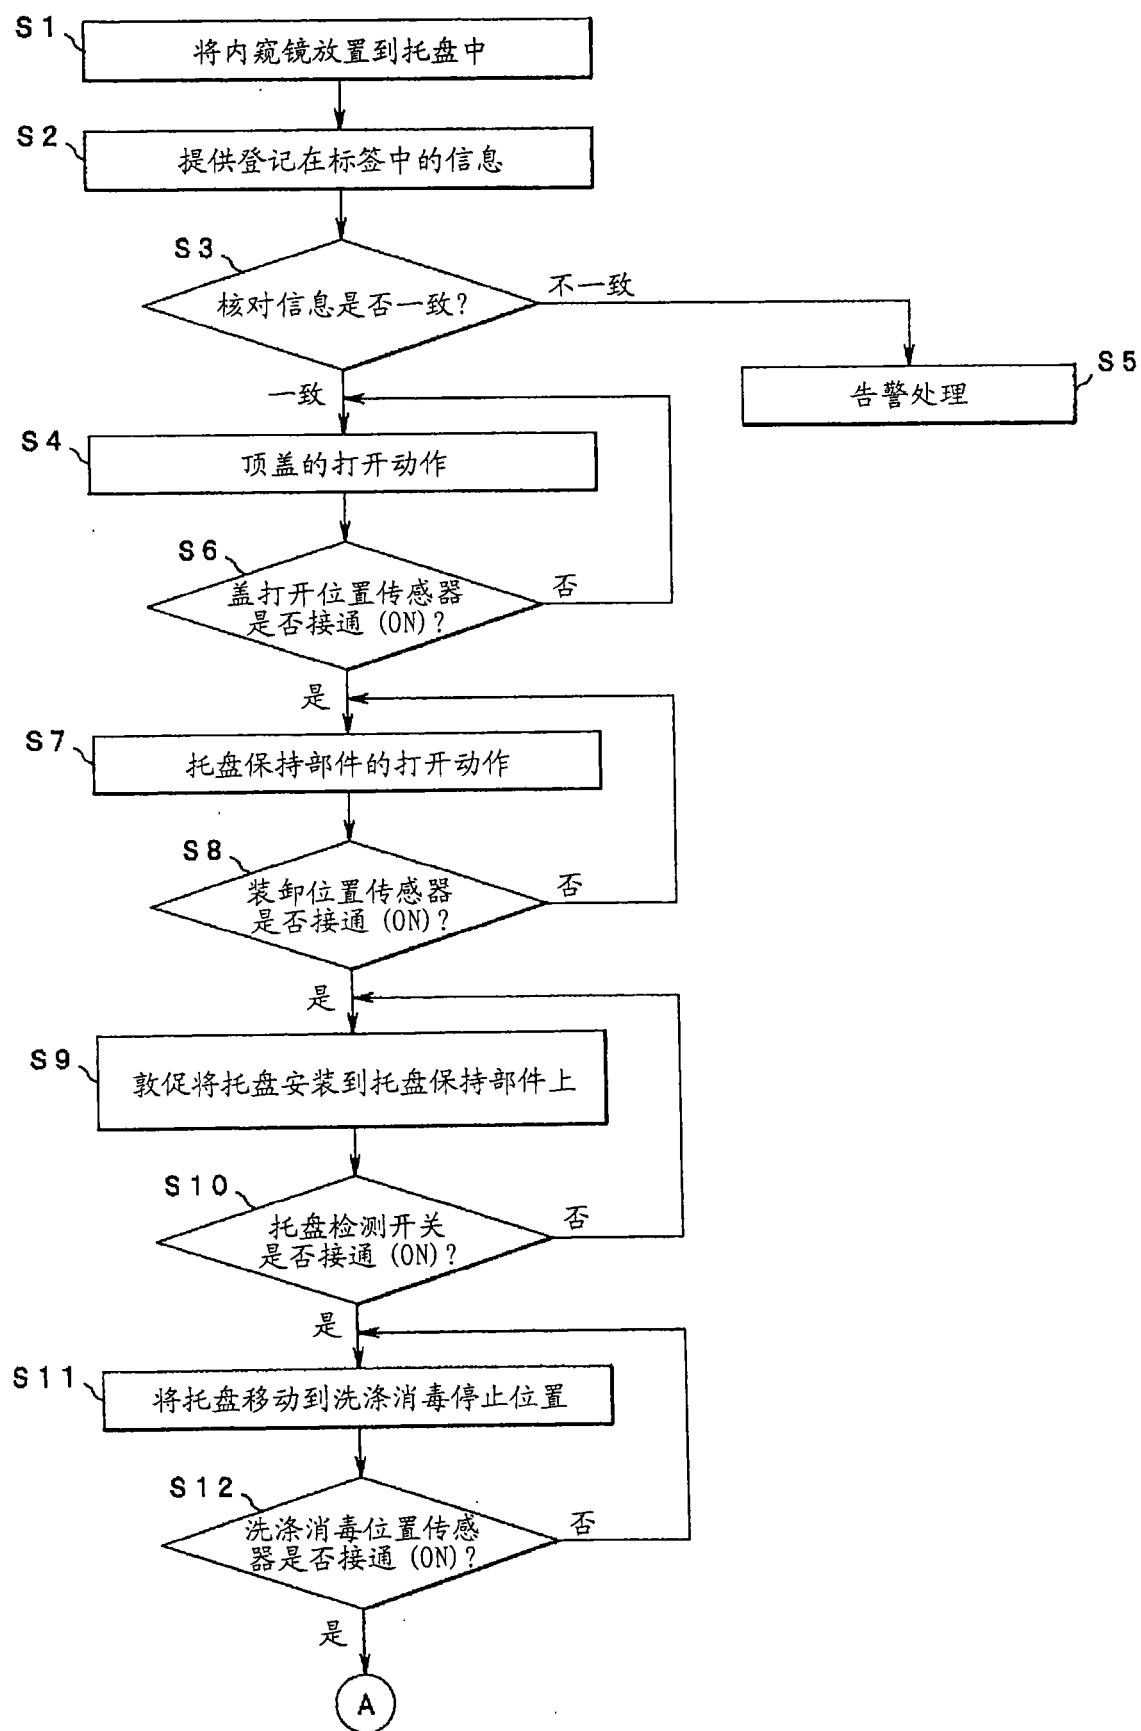 S1
将内窥镜放置到托盘中
S2
提供登记在标签中的信息
S3
核对信息是否一致?
不一致
S5
告警处理
一致
S4
顶盖的打开动作
S6
盖打开位置传感器
是否接通(ON)?
否
是
S7
托盘保持部件的打开动作
S8
装卸位置传感器
是否接通(ON)?
否
是
S9
敦促将托盘安装到托盘保持部件上
S10
托盘检测开关
是否接通(ON)?
否
是
S11
将托盘移动到洗涤消毒停止位置
S12
洗涤消毒位置传感
器是否接通(ON)?
否
是
A